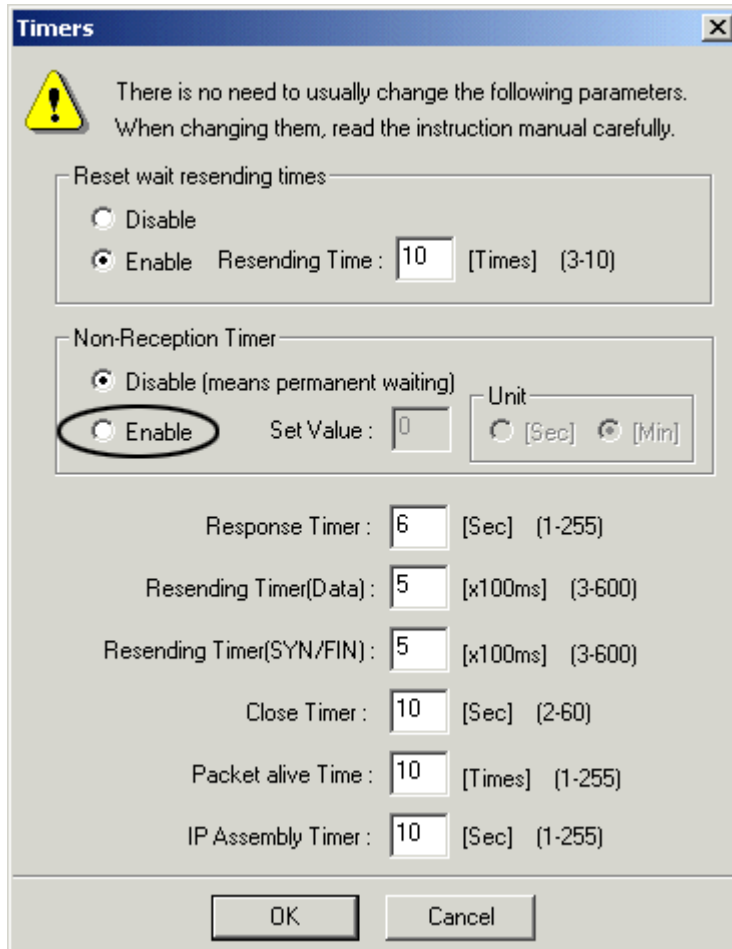 Timers
There is no need to usually change the following parameters.
When changing them, read the instruction manual carefully.
Reset wait resending times
Disable
Enable Resending Time : 10 [Times] (3-10)
Non-Reception Timer
Disable (means permanent waiting)
Unit
Enable Set Value : 0 [Sec] [Min]
Response Timer : 6 [Sec] (1-255)
Resending Timer(Data) : 5 [x100ms] (3-600)
Resending Timer(SYN/FIN) : 5 [x100ms] (3-600)
Close Timer : 10 [Sec] (2-60)
Packet alive Time : 10 [Times] (1-255)
IP Assembly Timer : 10 [Sec] (1-255)
OK Cancel